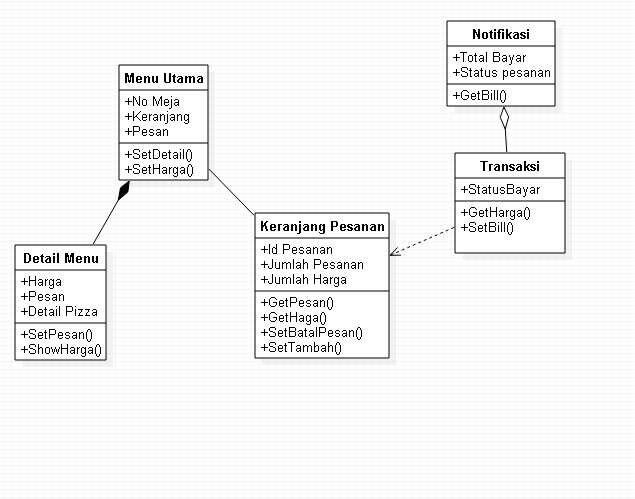 Notifikasi
+Total Bayar
+Status pesanan
+GetBill()
Menu Utama
+No Meja
+Keranjang
+Pesan
+SetDetail()
+SetHarga()
Transaksi
+StatusBayar
+GetHarga()
+SetBill()
Keranjang Pesanan
+Id Pesanan
+Jumlah Pesanan
+Jumlah Harga
+GetPesan()
+GetHaga()
+SetBatalPesan()
+SetTambah()
Detail Menu
+Harga
+Pesan
+Detail Pizza
+SetPesan()
+ShowHarga()